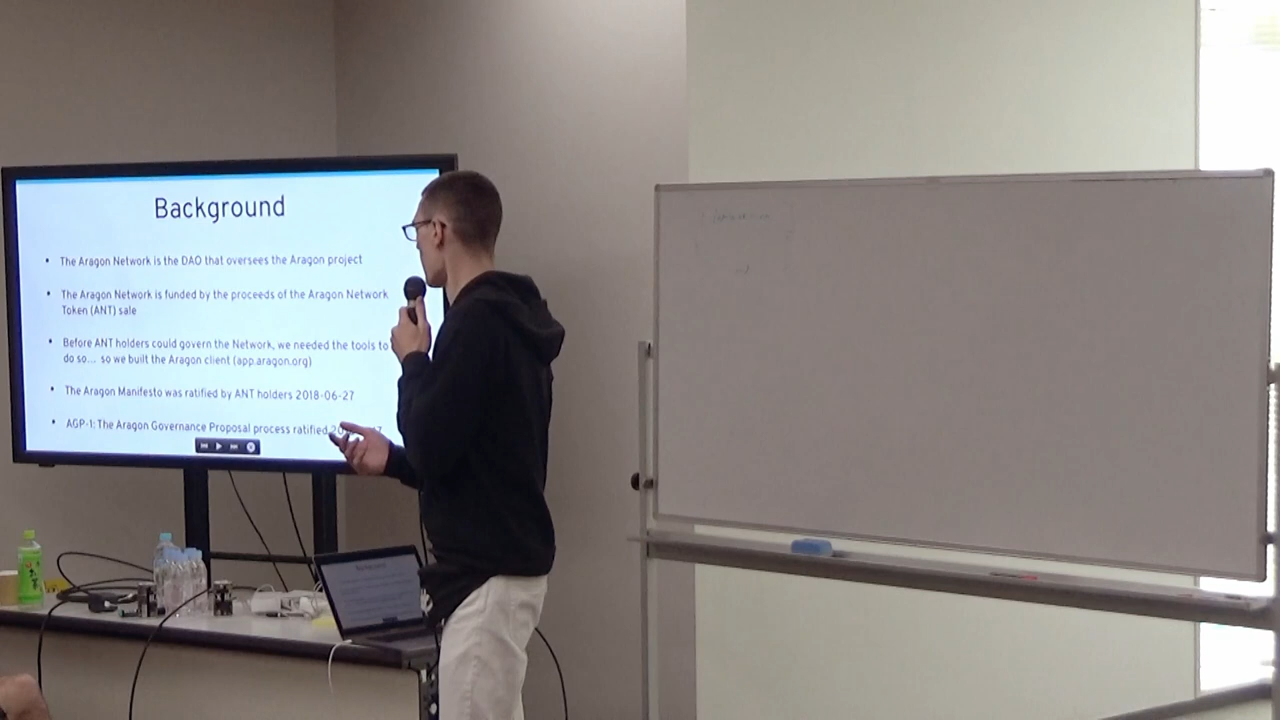 Background
• The Aragon Network is the DAO that oversees the Aragon project
• The Aragon Network is funded by the proceeds of the Aragon Network
Token (ANT) sale
• Before ANT holders could govern the Network, we needed the tools to
do so... so we built the Aragon client (app.aragon.org)
• The Aragon Manifesto was ratified by ANT holders 2018-06-27
• AGP-1: The Aragon Governance Proposal process ratified
Background